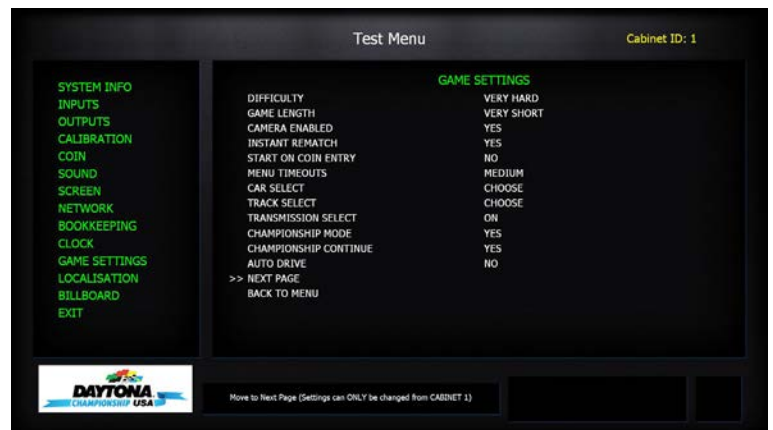 Test Menu
Cabinet ID: 1
SYSTEM INFO
INPUTS
OUTPUTS
CALIBRATION
COIN
SOUND
SCREEN
NETWORK
BOOKKEEPING
CLOCK
GAME SETTINGS
LOCALISATION
BILLBOARD
EXIT
GAME SETTINGS
DIFFICULTY VERY HARD
GAME LENGTH VERY SHORT
CAMERA ENABLED YES
INSTANT REMATCH YES
START ON COIN ENTRY NO
MENU TIMEOUTS MEDIUM
CAR SELECT CHOOSE
TRACK SELECT CHOOSE
TRANSMISSION SELECT ON
CHAMPIONSHIP MODE YES
CHAMPIONSHIP CONTINUE YES
AUTO DRIVE NO
>> NEXT PAGE
BACK TO MENU
DAYTONA
CHAMPIONSHIP USA
Move to Next Page (Settings can ONLY be changed from CABINET 1)